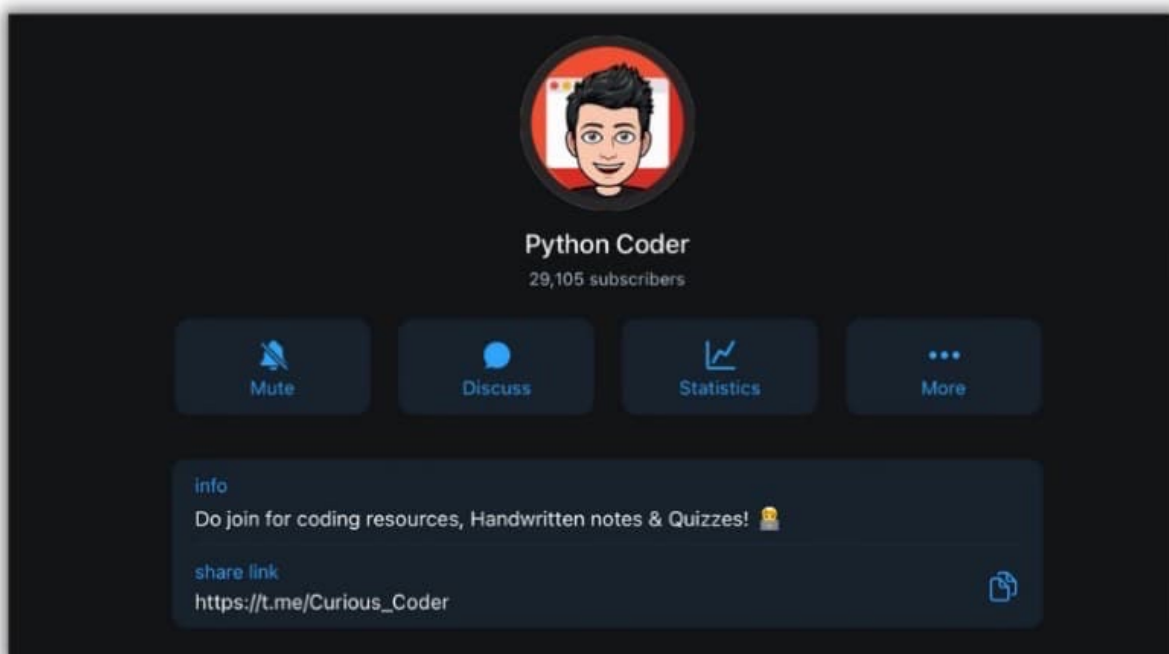 Python Coder
29,105 subscribers
Mute
Discuss
Statistics
More
info
Do join for coding resources, Handwritten notes & Quizzes! 🧑‍💻
share link
https://t.me/Curious_Coder